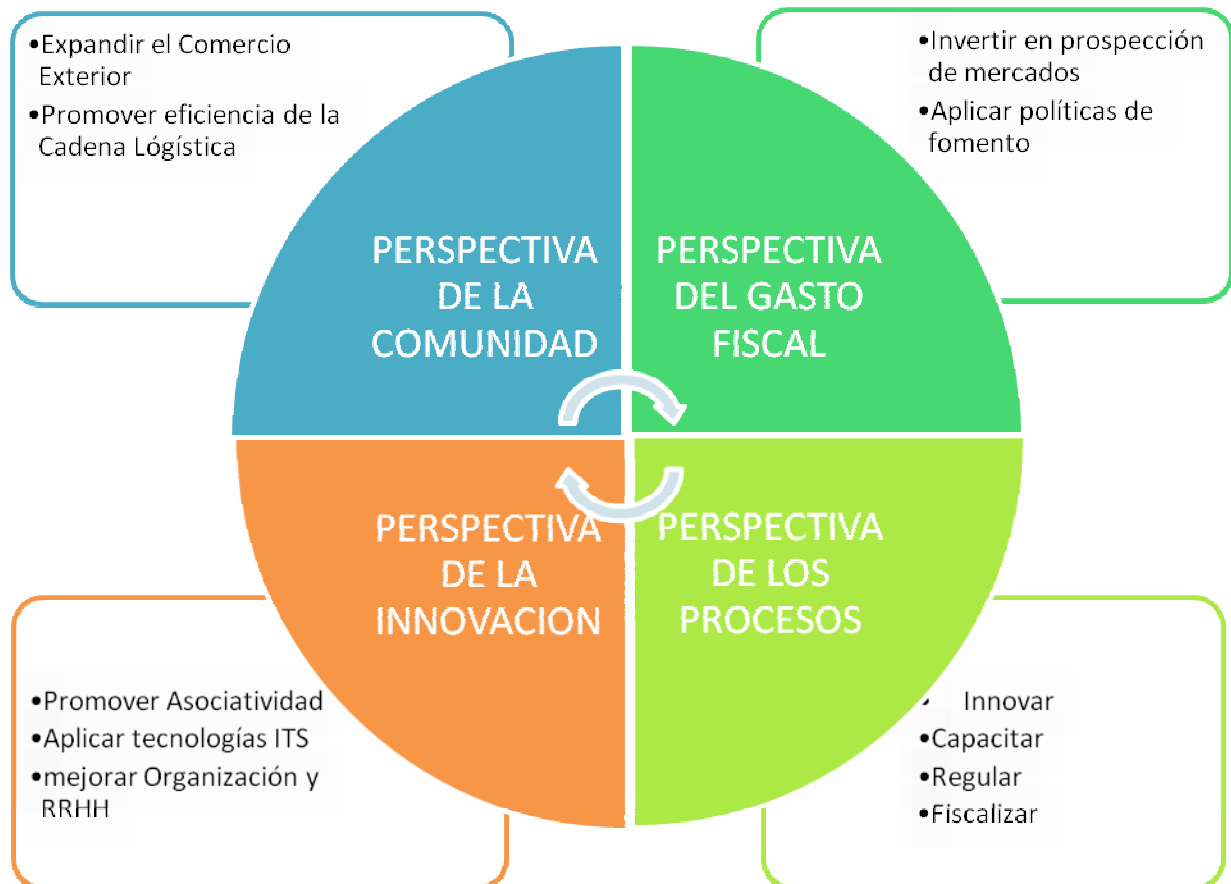 •Expandir el Comercio
Exterior
•Promover eficiencia de la
Cadena Lógística
•Invertir en prospección
de mercados
•Aplicar políticas de
fomento
PERSPECTIVA
DE LA
COMUNIDAD
PERSPECTIVA
DEL GASTO
FISCAL
PERSPECTIVA
DE LA
INNOVACION
PERSPECTIVA
DE LOS
PROCESOS
•Promover Asociatividad
•Aplicar tecnologías ITS
•mejorar Organización y
RRHH
• Innovar
•Capacitar
•Regular
•Fiscalizar